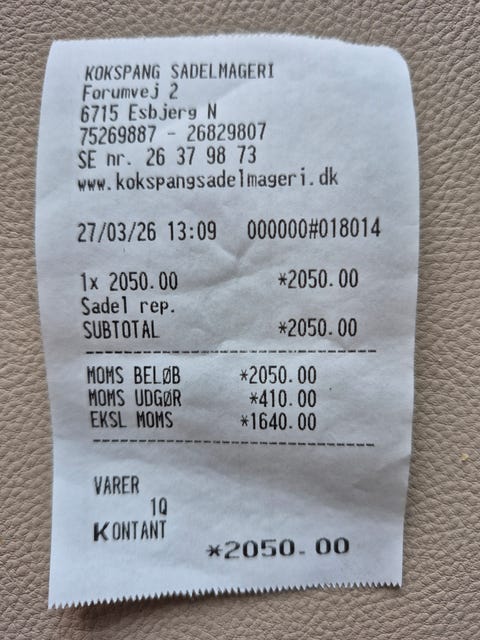 KOKSPANG SADELMAGERI
Forumvej 2
6715 Esbjerg N
75269887 - 26829807
SE nr. 26 37 98 73
www.kokspangsadelmageri.dk
27/03/26 13:09 000000#018014
1x 2050.00 *2050.00
Sadel rep.
SUBTOTAL *2050.00
MOMS BELØB *2050.00
MOMS UDGØR *410.00
EKSL MOMS *1640.00
VARER
1Q
KONTANT
*2050.00